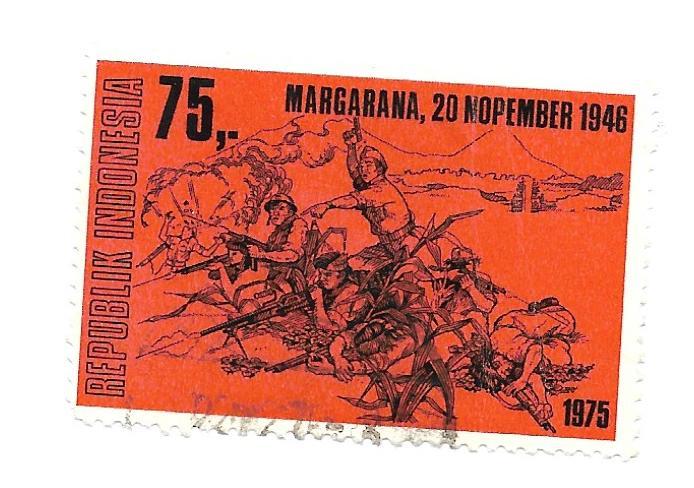 75,-
MARGARANA, 20 NOPEMBER 1946
REPUBLIK INDONESIA
1975